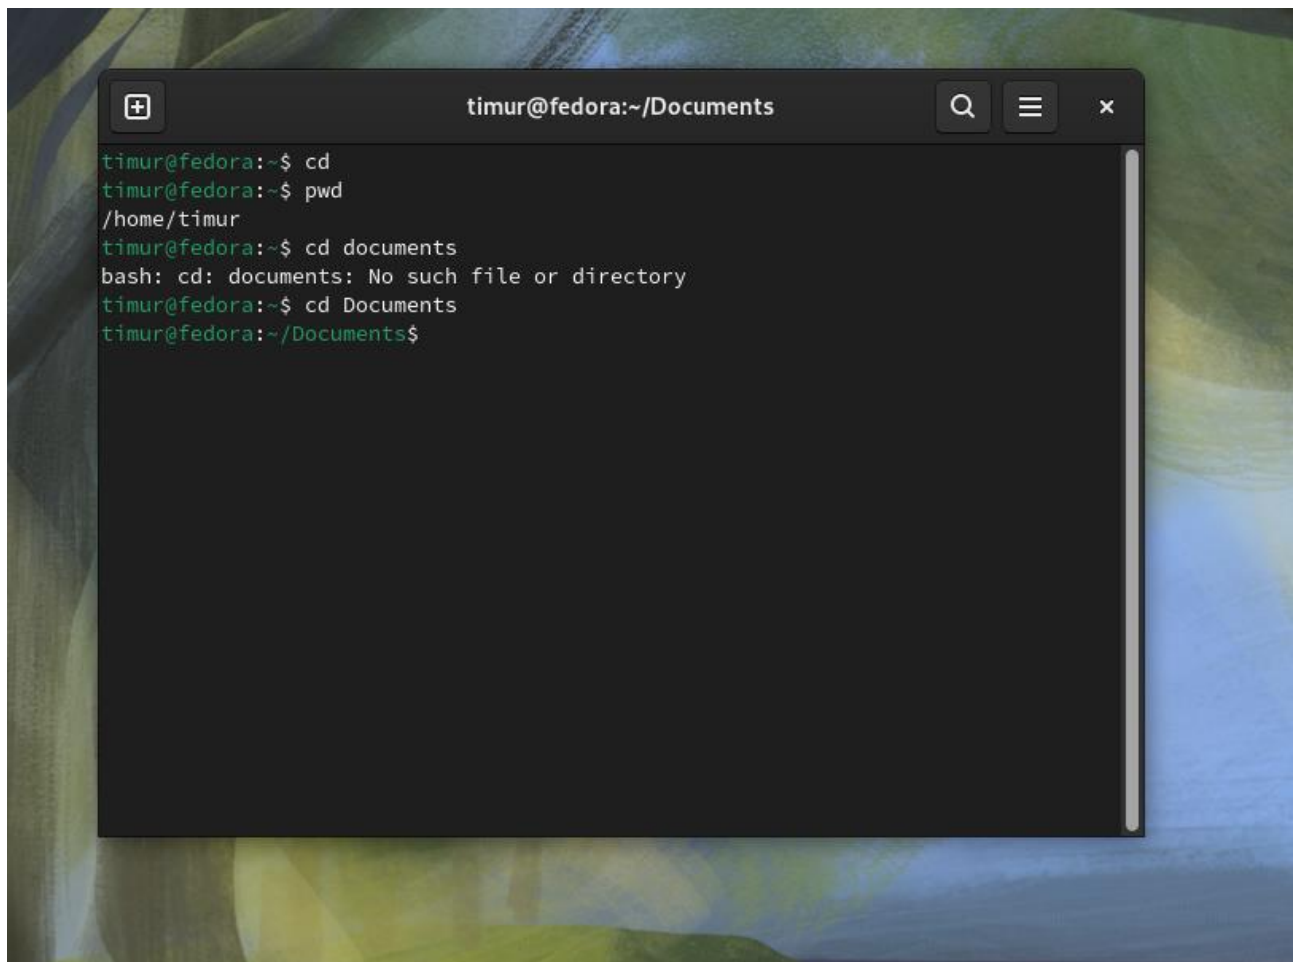 timur@fedora:~/Documents
timur@fedora:~$ cd
timur@fedora:~$ pwd
/home/timur
timur@fedora:~$ cd documents
bash: cd: documents: No such file or directory
timur@fedora:~$ cd Documents
timur@fedora:~/Documents$